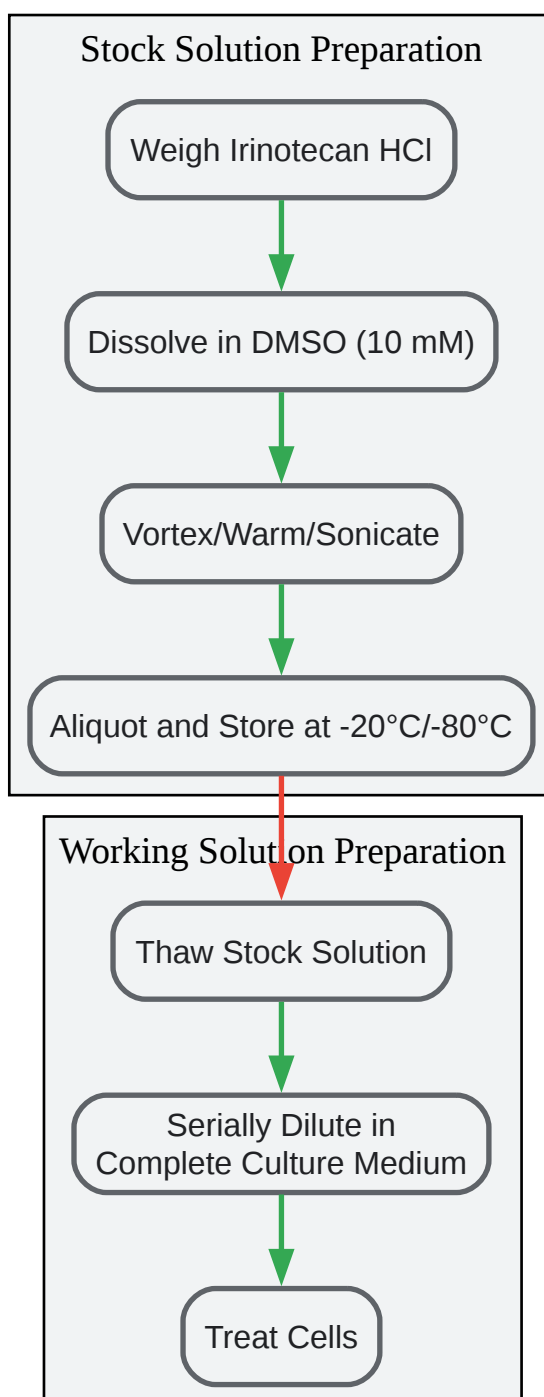 Stock Solution Preparation
Weigh Irinotecan HCl
Dissolve in DMSO (10 mM)
Vortex/Warm/Sonicate
Aliquot and Store at -20°C/-80°C
Working Solution Preparation
Thaw Stock Solution
Serially Dilute in
Complete Culture Medium
Treat Cells